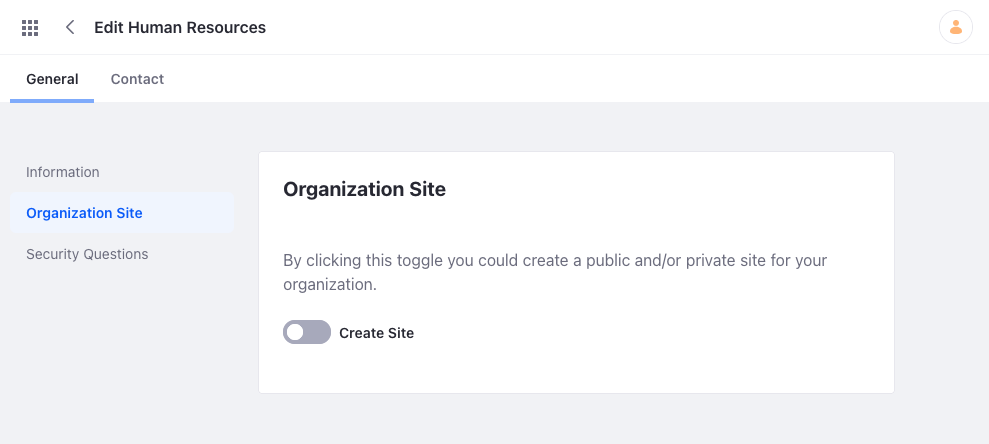 Edit Human Resources
General
Contact
Information
Organization Site
Security Questions
Organization Site
By clicking this toggle you could create a public and/or private site for your
organization.
Create Site